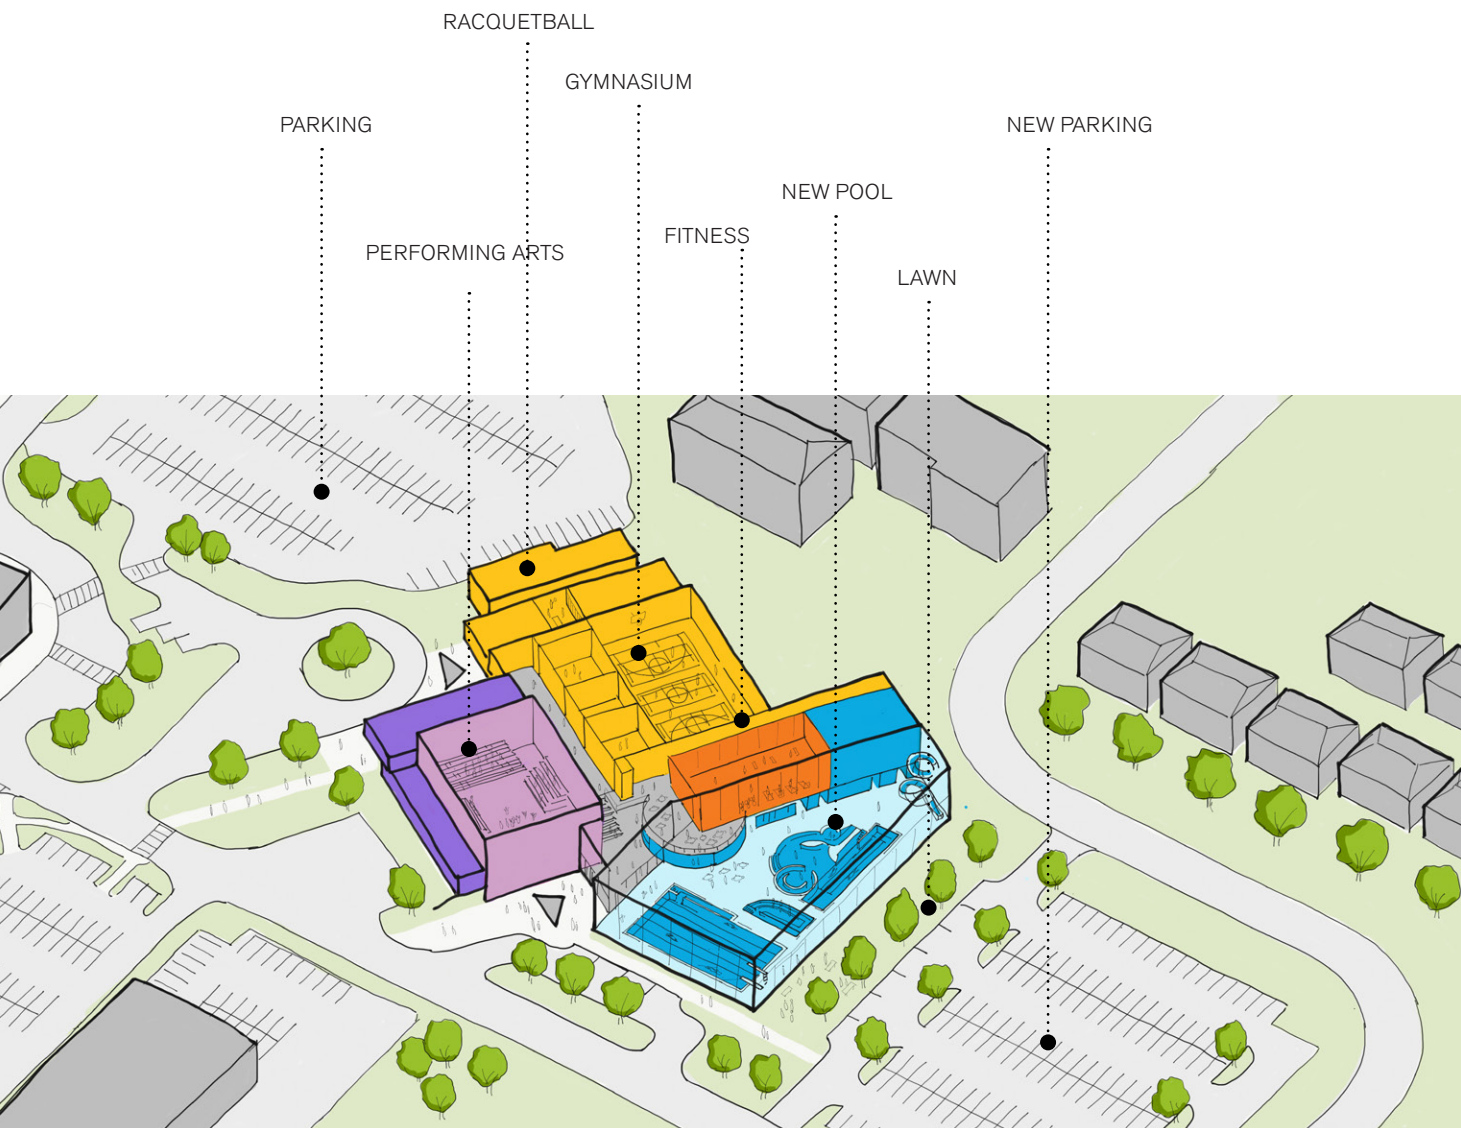 RACQUETBALL
GYMNASIUM
PARKING
NEW PARKING
NEW POOL
FITNESS
PERFORMING ARTS
LAWN